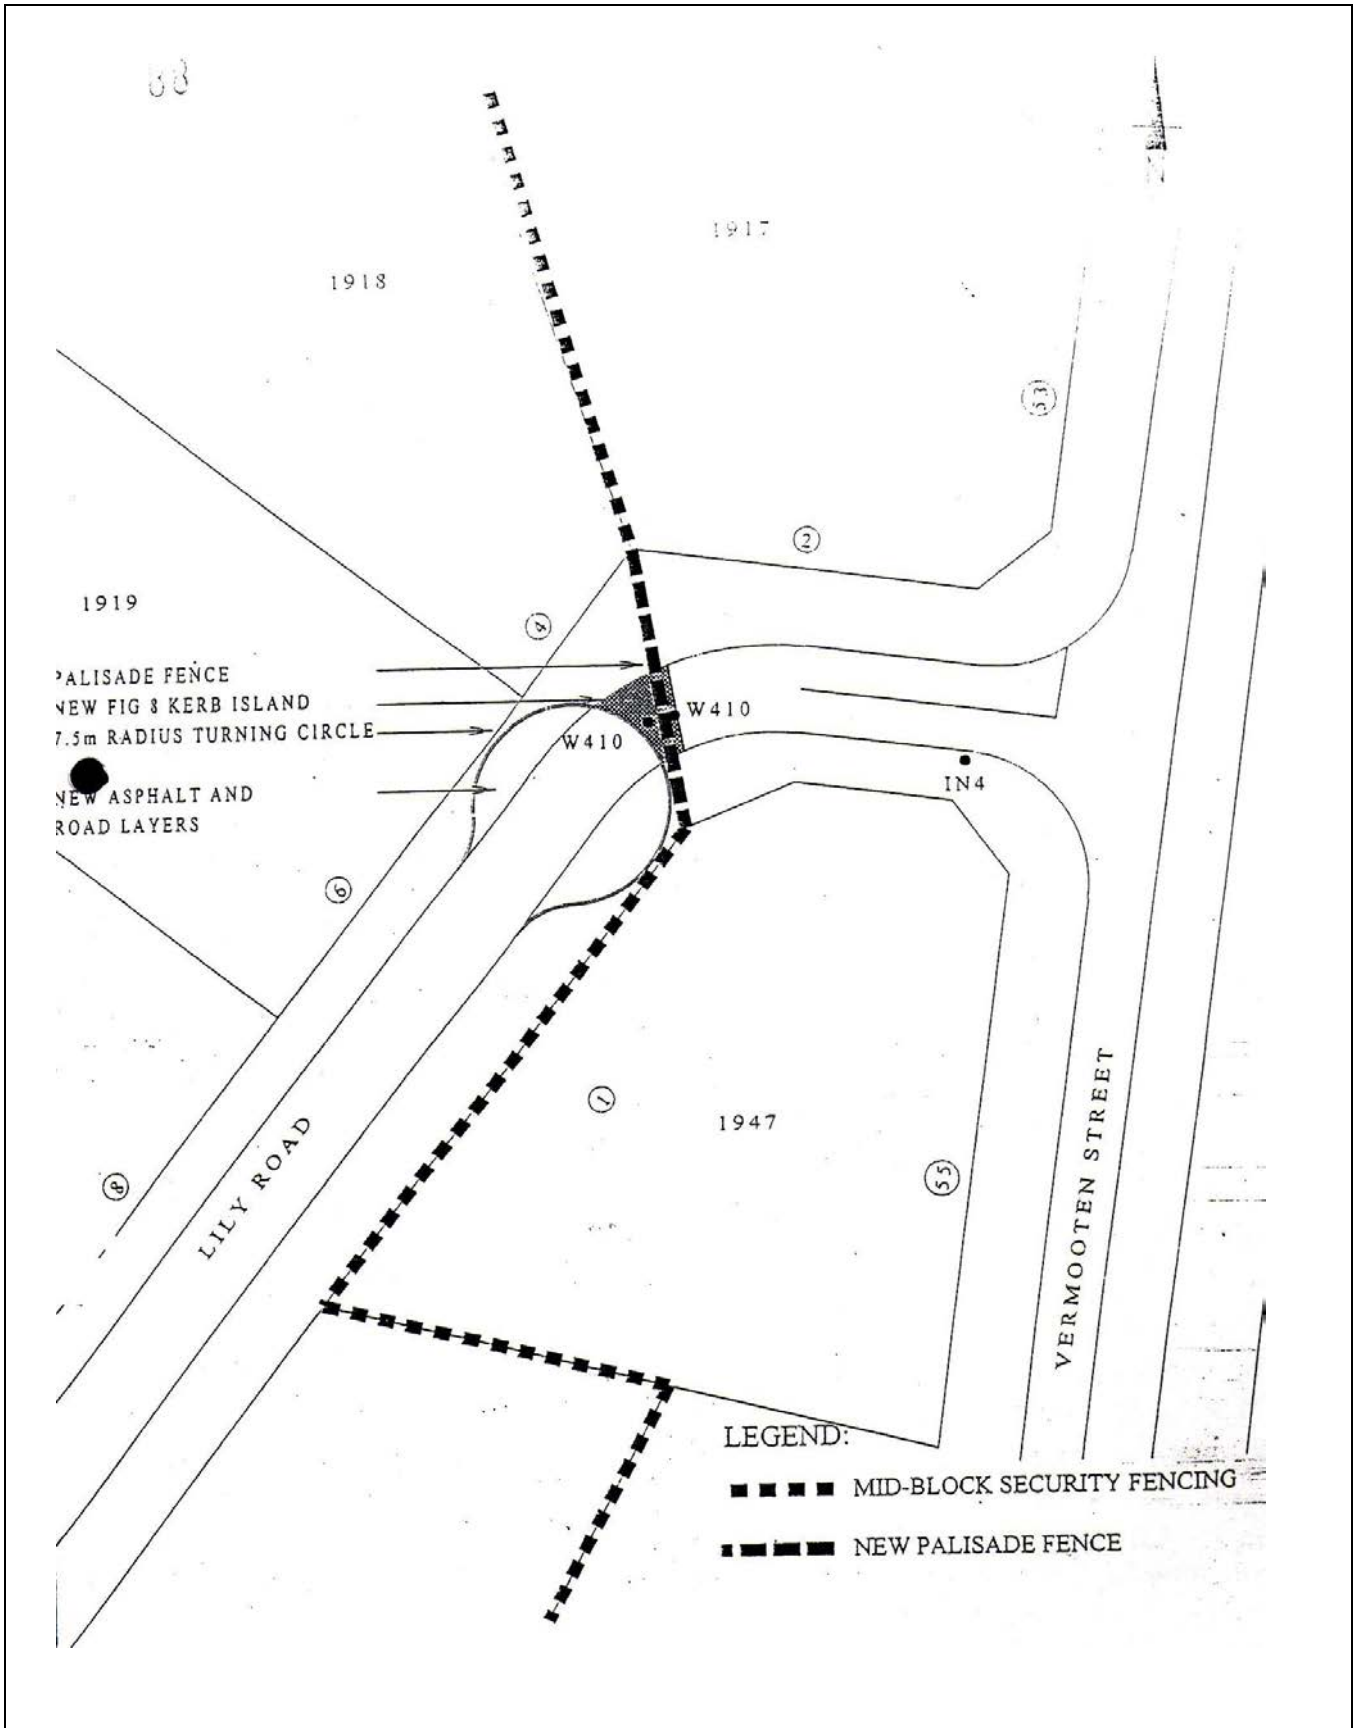 88
1917
1918
53
2
1919
4
PALISADE FENCE
NEW FIG 8 KERB ISLAND
7.5m RADIUS TURNING CIRCLE
W410
W410
IN4
NEW ASPHALT AND
ROAD LAYERS
6
1
1947
55
8
LILY ROAD
VERMOOTEN STREET
LEGEND:
MID-BLOCK SECURITY FENCING
NEW PALISADE FENCE